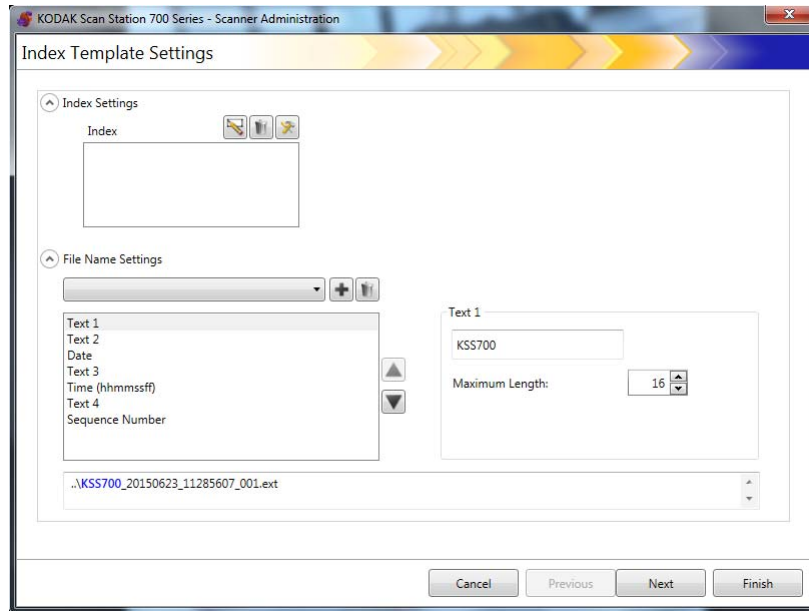 KODAK Scan Station 700 Series - Scanner Administration
Index Template Settings
Index Settings
Index
File Name Settings
Text 1
Text 2
Date
Text 3
Time (hhmmssff)
Text 4
Sequence Number
Text 1
KSS700
Maximum Length: 16
..\KSS700_20150623_11285607_001.ext
Cancel Previous Next Finish